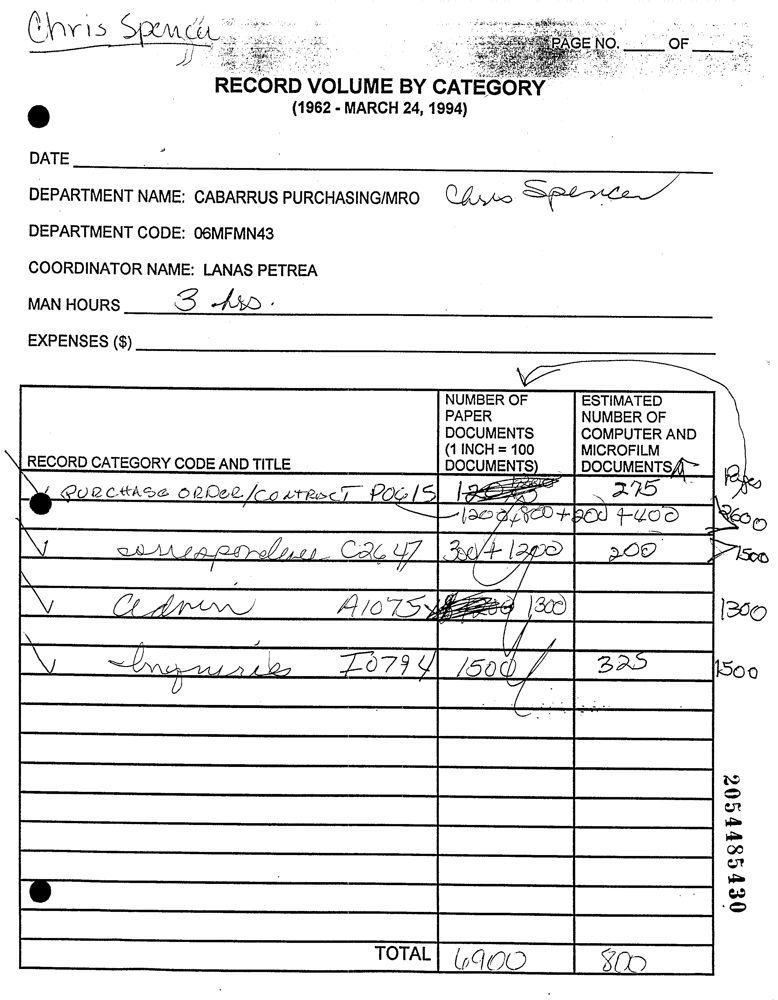 Chris Spencer
PAGE NO. ____ OF ____
RECORD VOLUME BY CATEGORY
(1962 - MARCH 24, 1994)
DATE
DEPARTMENT NAME: CABARRUS PURCHASING/MRO Chris Spencer
DEPARTMENT CODE: 06MFMN43
COORDINATOR NAME: LANAS PETREA
MAN HOURS 3 hrs.
EXPENSES ($)
NUMBER OF PAPER DOCUMENTS (1 INCH = 100 DOCUMENTS)
ESTIMATED NUMBER OF COMPUTER AND MICROFILM DOCUMENTS
RECORD CATEGORY CODE AND TITLE
Pages
PURCHASE ORDER/CONTRACT P0615 275
1200+800+200+400 2600
correspondence C2647 300+1200 200 1500
Admin A1075 1300 1300
Inquiries I0794 1500 325 1500
TOTAL 6900 800
2054485430